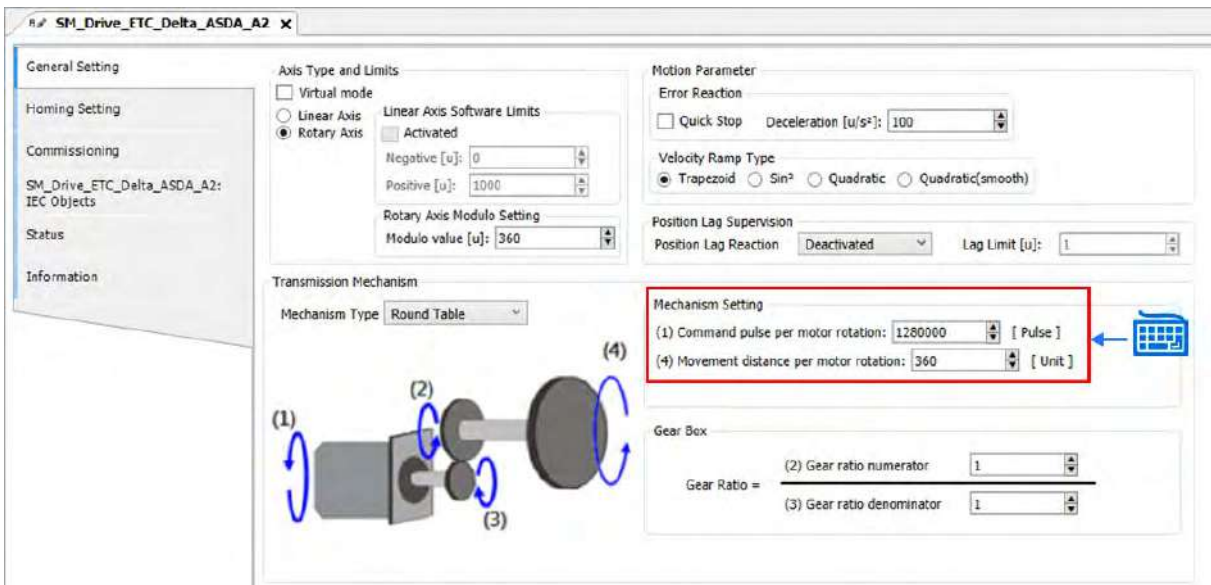 SM_Drive_ETC_Delta_ASDA_A2 X
General Setting
Homing Setting
Commissioning
SM_Drive_ETC_Delta_ASDA_A2:
IEC Objects
Status
Information
Axis Type and Limits
Virtual mode
Linear Axis
Rotary Axis
Linear Axis Software Limits
Activated
Negative [u]: 0
Positive [u]: 1000
Rotary Axis Modulo Setting
Modulo value [u]: 360
Motion Parameter
Error Reaction
Quick Stop Deceleration [u/s²]: 100
Velocity Ramp Type
Trapezoid Sin² Quadratic Quadratic(smooth)
Position Lag Supervision
Position Lag Reaction Deactivated Lag Limit [u]: 1
Transmission Mechanism
Mechanism Type Round Table
(1)
(2)
(3)
(4)
Mechanism Setting
(1) Command pulse per motor rotation: 1280000 [ Pulse ]
(4) Movement distance per motor rotation: 360 [ Unit ]
Gear Box
Gear Ratio =
(2) Gear ratio numerator 1
(3) Gear ratio denominator 1